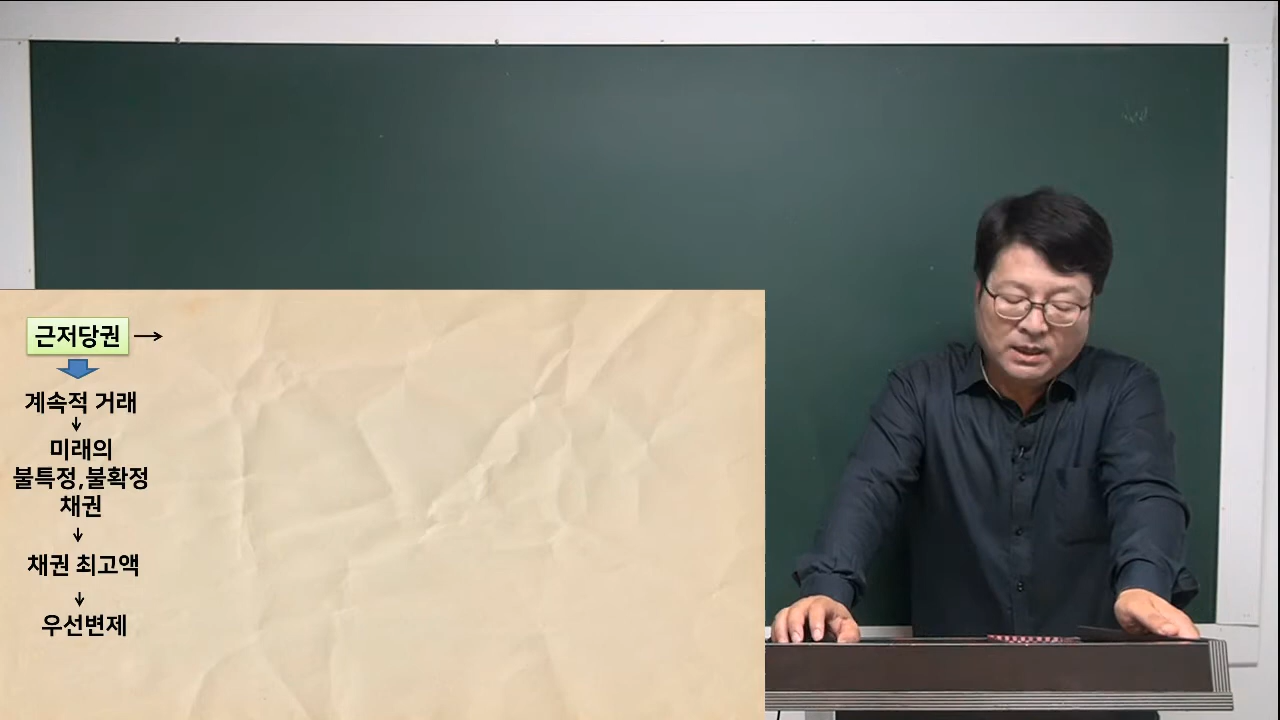 근저당권 →
계속적 거래
미래의
불특정,불확정
채권
채권 최고액
우선변제